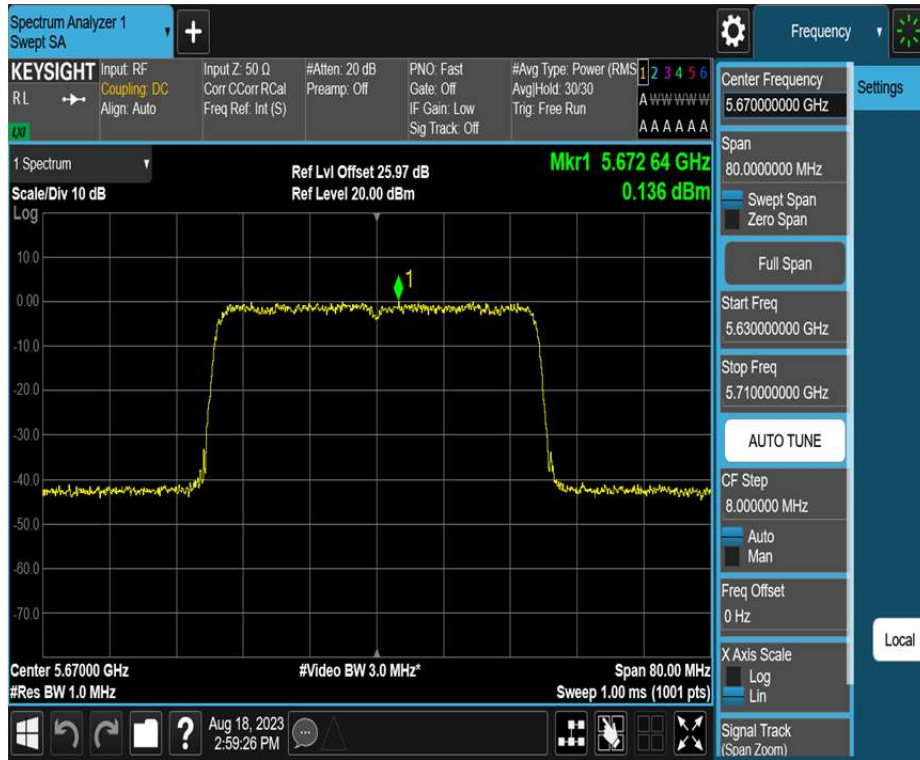 Spectrum Analyzer 1
Swept SA
+
Frequency
KEYSIGHT
RL
LXI
Input: RF
Coupling: DC
Align: Auto
Input Z: 50 Ω
Corr CCorr RCal
Freq Ref: Int (S)
#Atten: 20 dB
Preamp: Off
PNO: Fast
Gate: Off
IF Gain: Low
Sig Track: Off
#Avg Type: Power (RMS
Avg|Hold: 30/30
Trig: Free Run
1 2 3 4 5 6
A W W W W W
A A A A A A
1 Spectrum
Scale/Div 10 dB
Log
Ref Lvl Offset 25.97 dB
Ref Level 20.00 dBm
Mkr1 5.672 64 GHz
0.136 dBm
10.0
0.00
-10.0
-20.0
-30.0
-40.0
-50.0
-60.0
-70.0
1
Center 5.67000 GHz
#Res BW 1.0 MHz
#Video BW 3.0 MHz*
Span 80.00 MHz
Sweep 1.00 ms (1001 pts)
?
Aug 18, 2023
2:59:26 PM
Center Frequency
5.670000000 GHz
Span
80.0000000 MHz
Swept Span
Zero Span
Full Span
Start Freq
5.630000000 GHz
Stop Freq
5.710000000 GHz
AUTO TUNE
CF Step
8.000000 MHz
Auto
Man
Freq Offset
0 Hz
X Axis Scale
Log
Lin
Signal Track
(Span Zoom)
Settings
Local